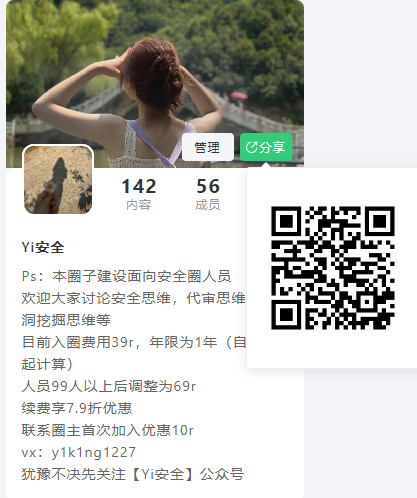 管理
分享
142
56
内容
成员
Yi安全
Ps：本圈子建设面向安全圈人员
欢迎大家讨论安全思维，代审思维
洞挖掘思维等
目前入圈费用39r，年限为1年（自
起计算）
人员99人以上后调整为69r
续费享7.9折优惠
联系圈主首次加入优惠10r
vx：y1k1ng1227
犹豫不决先关注【Yi安全】公众号